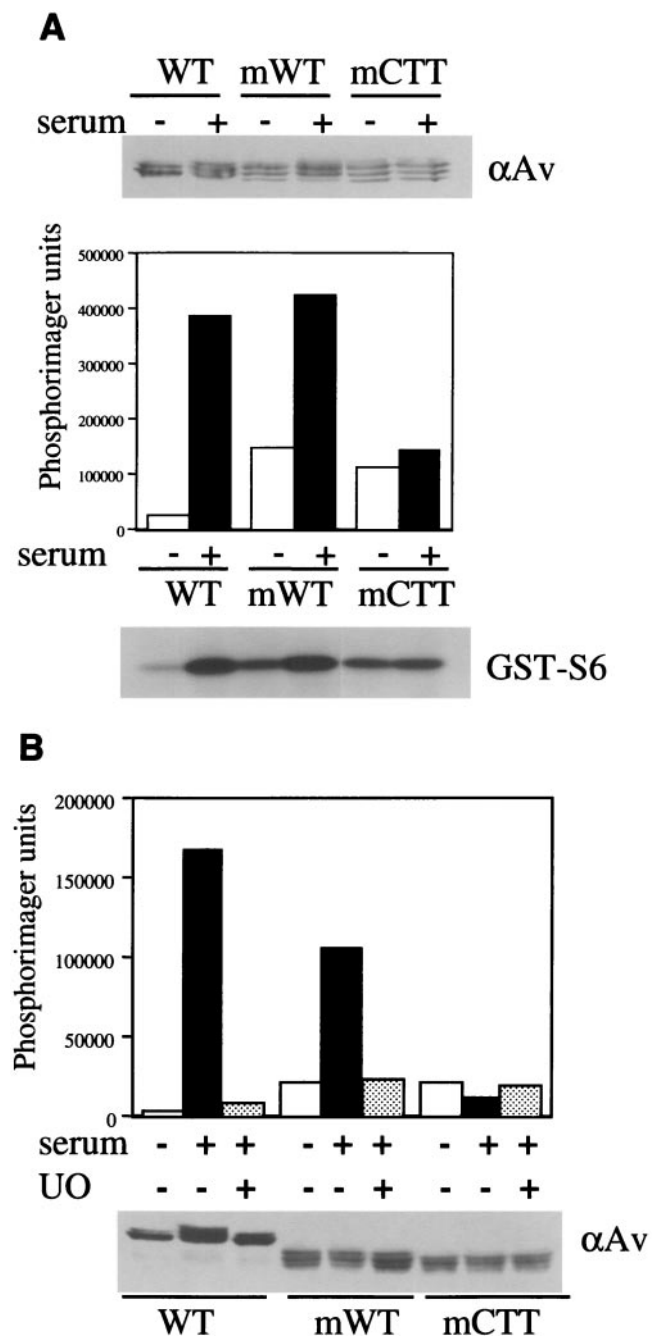 A
WT mWT mCTT
serum - + - + - +
αAv
Phosphorimager units
500000
400000
300000
200000
100000
0
serum - + - + - +
WT mWT mCTT
GST-S6
B
Phosphorimager units
200000
150000
100000
50000
0
serum - + + - + + - + +
UO - - + - - + - - +
αAv
WT mWT mCTT